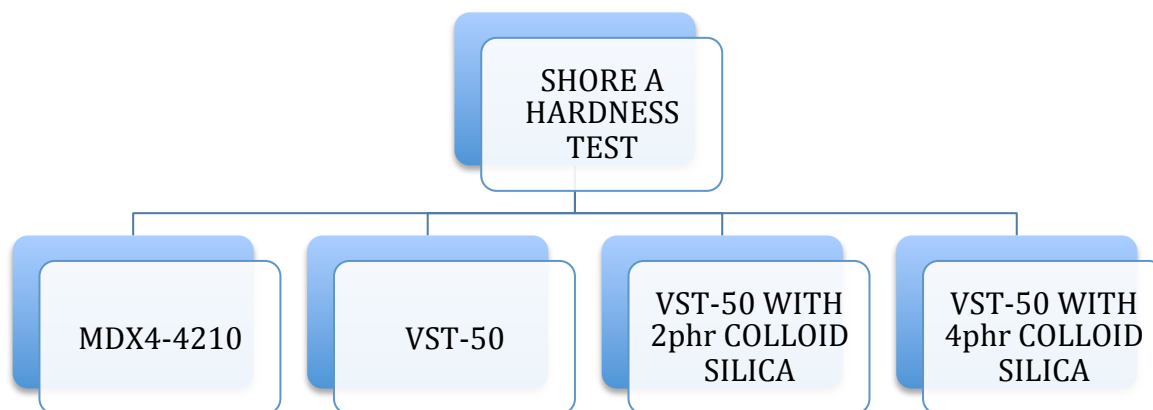 SHORE A
HARDNESS
TEST
MDX4-4210
VST-50
VST-50 WITH
2phr COLLOID
SILICA
VST-50 WITH
4phr COLLOID
SILICA